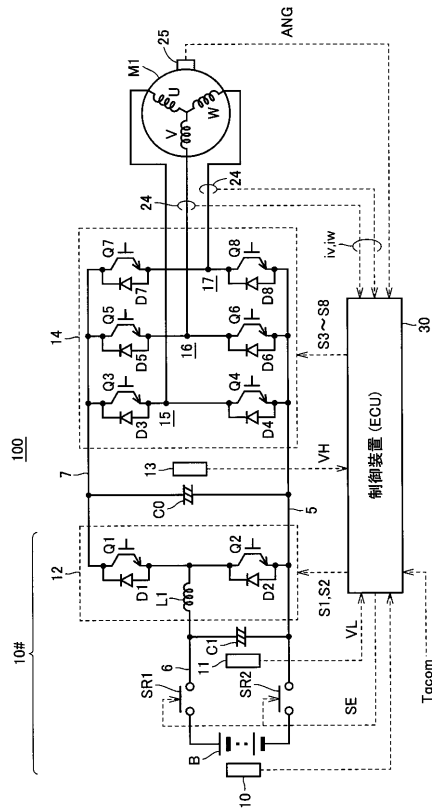 100
10#
B
10
SR1
SR2
SE
6
11
C1
VL
12
L1
Q1
D1
Q2
D2
S1,S2
7
C0
13
VH
5
14
Q3
D3
15
Q4
D4
Q5
D5
16
Q6
D6
Q7
D7
17
Q8
D8
S3～S8
24
24
iv,iw
M1
U
V
W
25
ANG
制御装置(ECU)
30
Tqcom